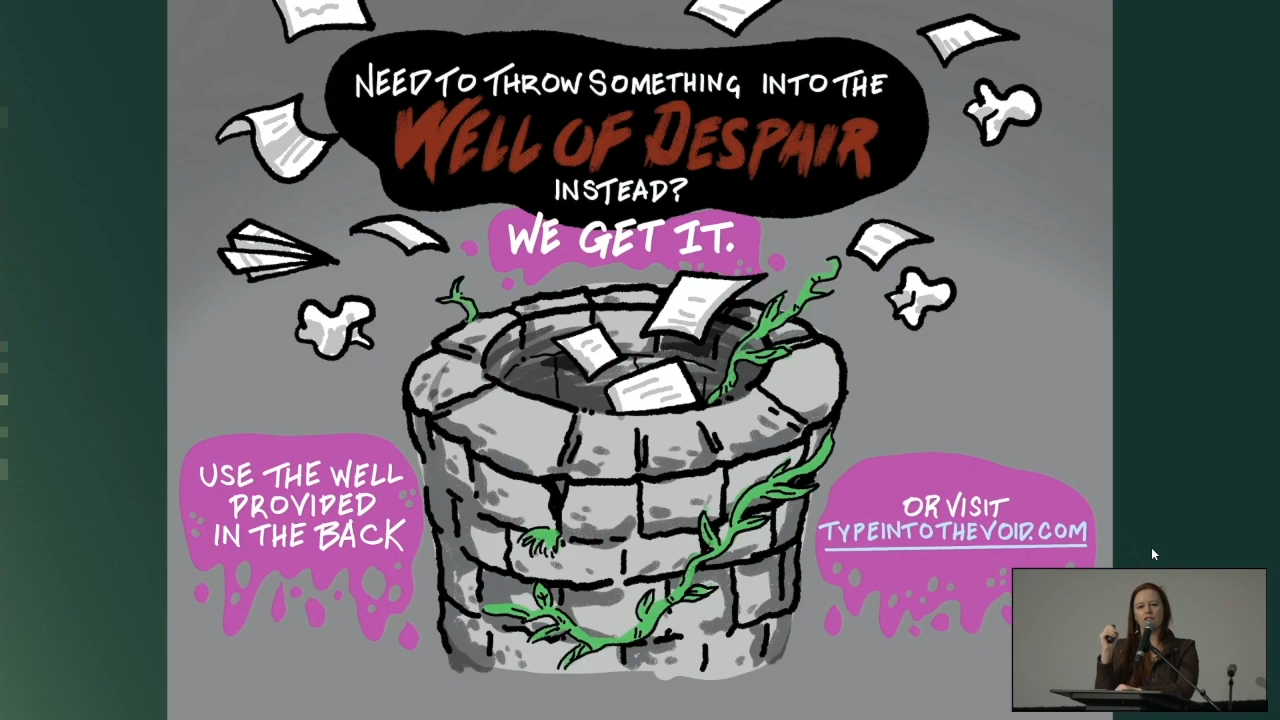 NEED TO THROW SOMETHING INTO THE
WELL OF DESPAIR
INSTEAD?
WE GET IT.
USE THE WELL
PROVIDED
IN THE BACK
OR VISIT
TYPEINTOTHEVOID.COM